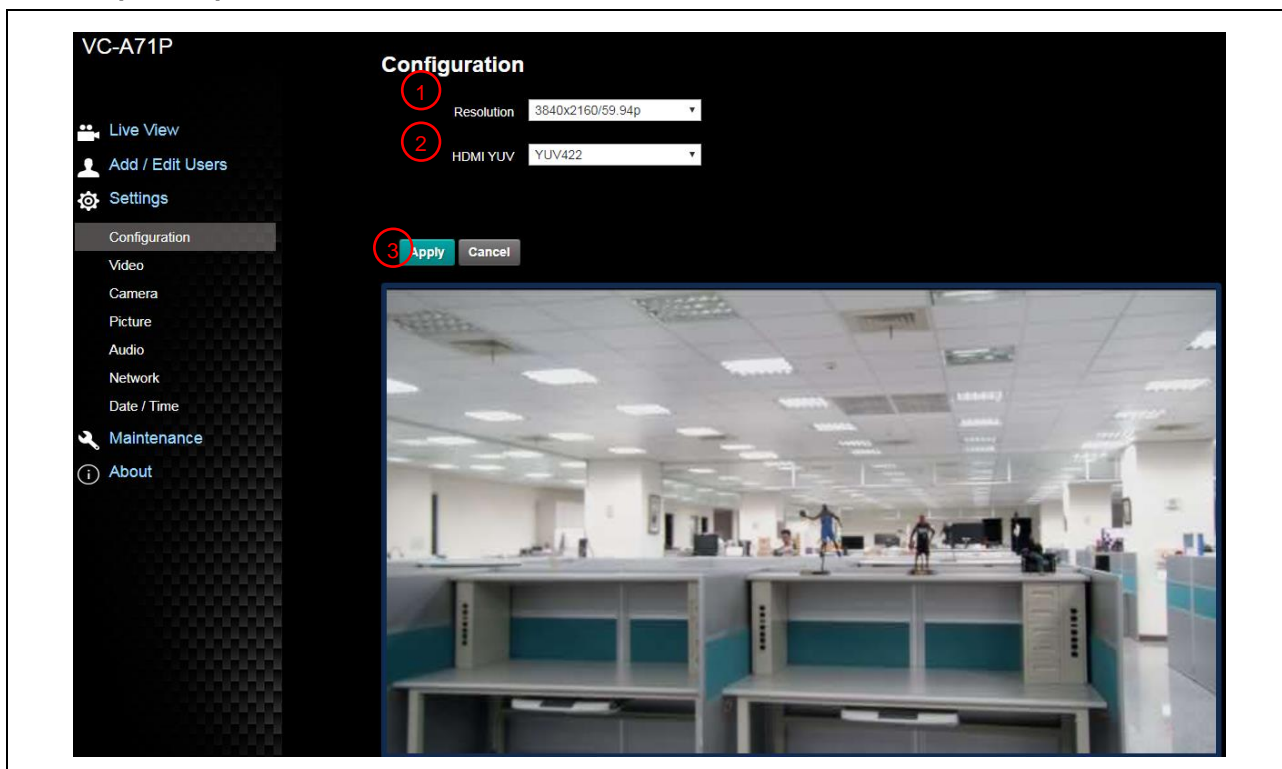 VC-A71P
Live View
Add / Edit Users
Settings
Configuration
Video
Camera
Picture
Audio
Network
Date / Time
Maintenance
About
Configuration
1
Resolution 3840x2160/59.94p
2
HDMI YUV YUV422
3 Apply Cancel